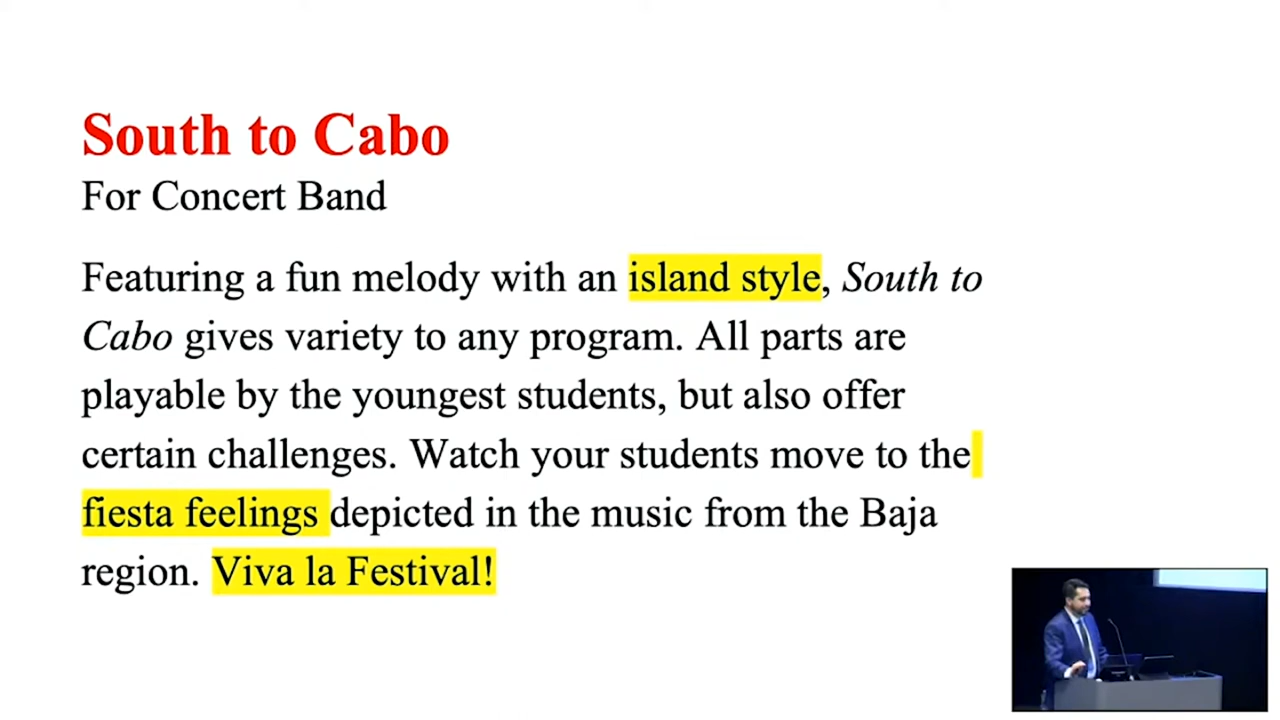 South to Cabo
For Concert Band
Featuring a fun melody with an island style, South to
Cabo gives variety to any program. All parts are
playable by the youngest students, but also offer
certain challenges. Watch your students move to the
fiesta feelings depicted in the music from the Baja
region. Viva la Festival!